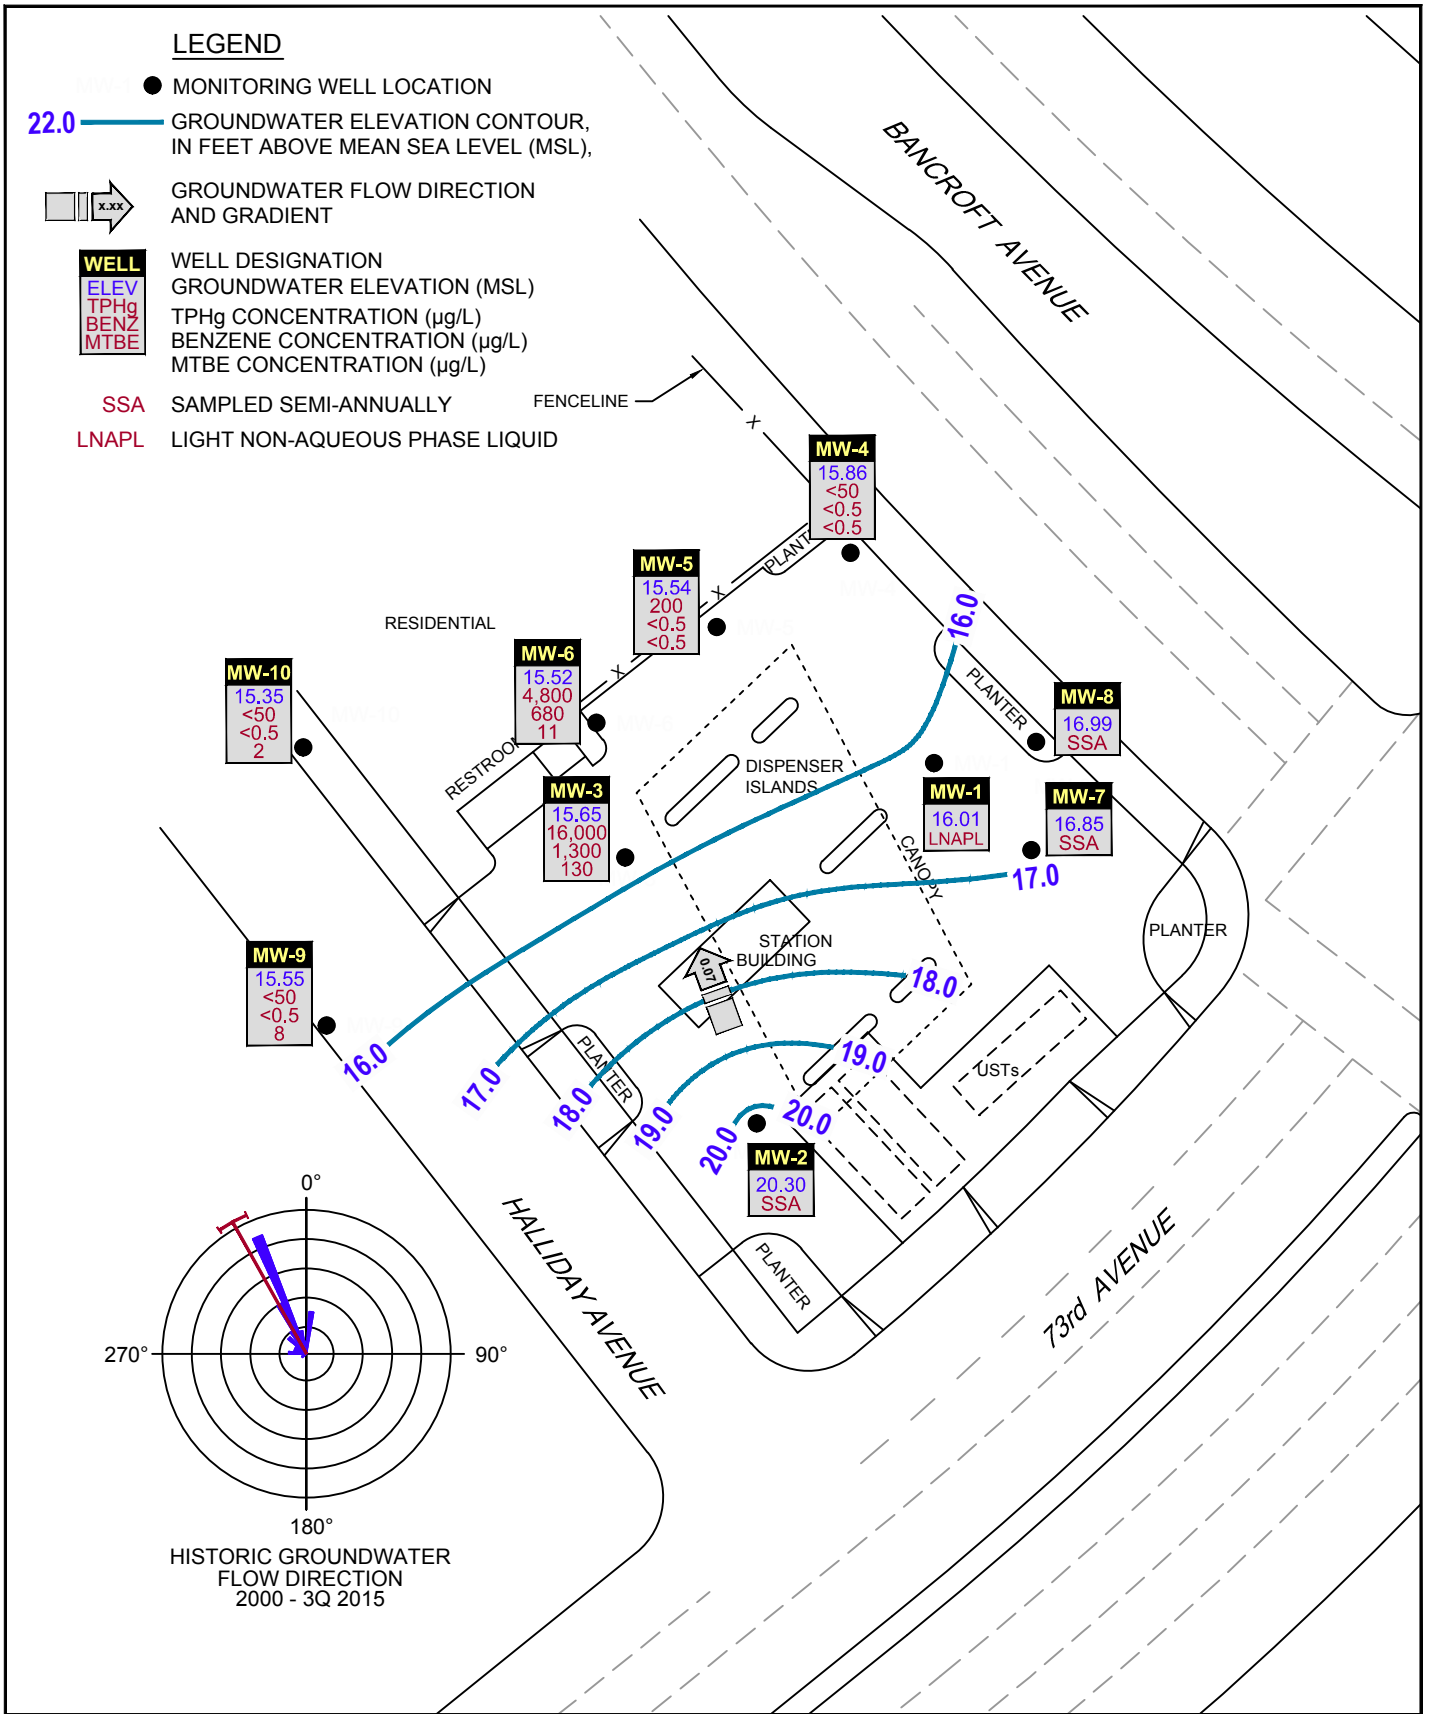 LEGEND
MONITORING WELL LOCATION
22.0
GROUNDWATER ELEVATION CONTOUR,
IN FEET ABOVE MEAN SEA LEVEL (MSL),
x.xx
GROUNDWATER FLOW DIRECTION
AND GRADIENT
WELL
ELEV
TPHg
BENZ
MTBE
WELL DESIGNATION
GROUNDWATER ELEVATION (MSL)
TPHg CONCENTRATION (µg/L)
BENZENE CONCENTRATION (µg/L)
MTBE CONCENTRATION (µg/L)
SSA SAMPLED SEMI-ANNUALLY
LNAPL LIGHT NON-AQUEOUS PHASE LIQUID
FENCELINE
X
BANCROFT AVENUE
MW-4
15.86
<50
<0.5
<0.5
PLANT
MW-5
15.54
200
<0.5
<0.5
X
RESIDENTIAL
MW-6
15.52
4,800
680
11
X
MW-10
15.35
<50
<0.5
2
RESTROOM
16.0
PLANTER
MW-8
16.99
SSA
DISPENSER
ISLANDS
MW-3
15.65
16,000
1,300
130
MW-1
16.01
LNAPL
MW-7
16.85
SSA
CANOPY
17.0
PLANTER
STATION
BUILDING
0.07
MW-9
15.55
<50
<0.5
8
18.0
16.0
17.0
18.0
PLANTER
19.0
19.0
USTs
20.0
20.0
MW-2
20.30
SSA
PLANTER
HALLIDAY AVENUE
73rd AVENUE
0°
270°
90°
180°
HISTORIC GROUNDWATER
FLOW DIRECTION
2000 - 3Q 2015